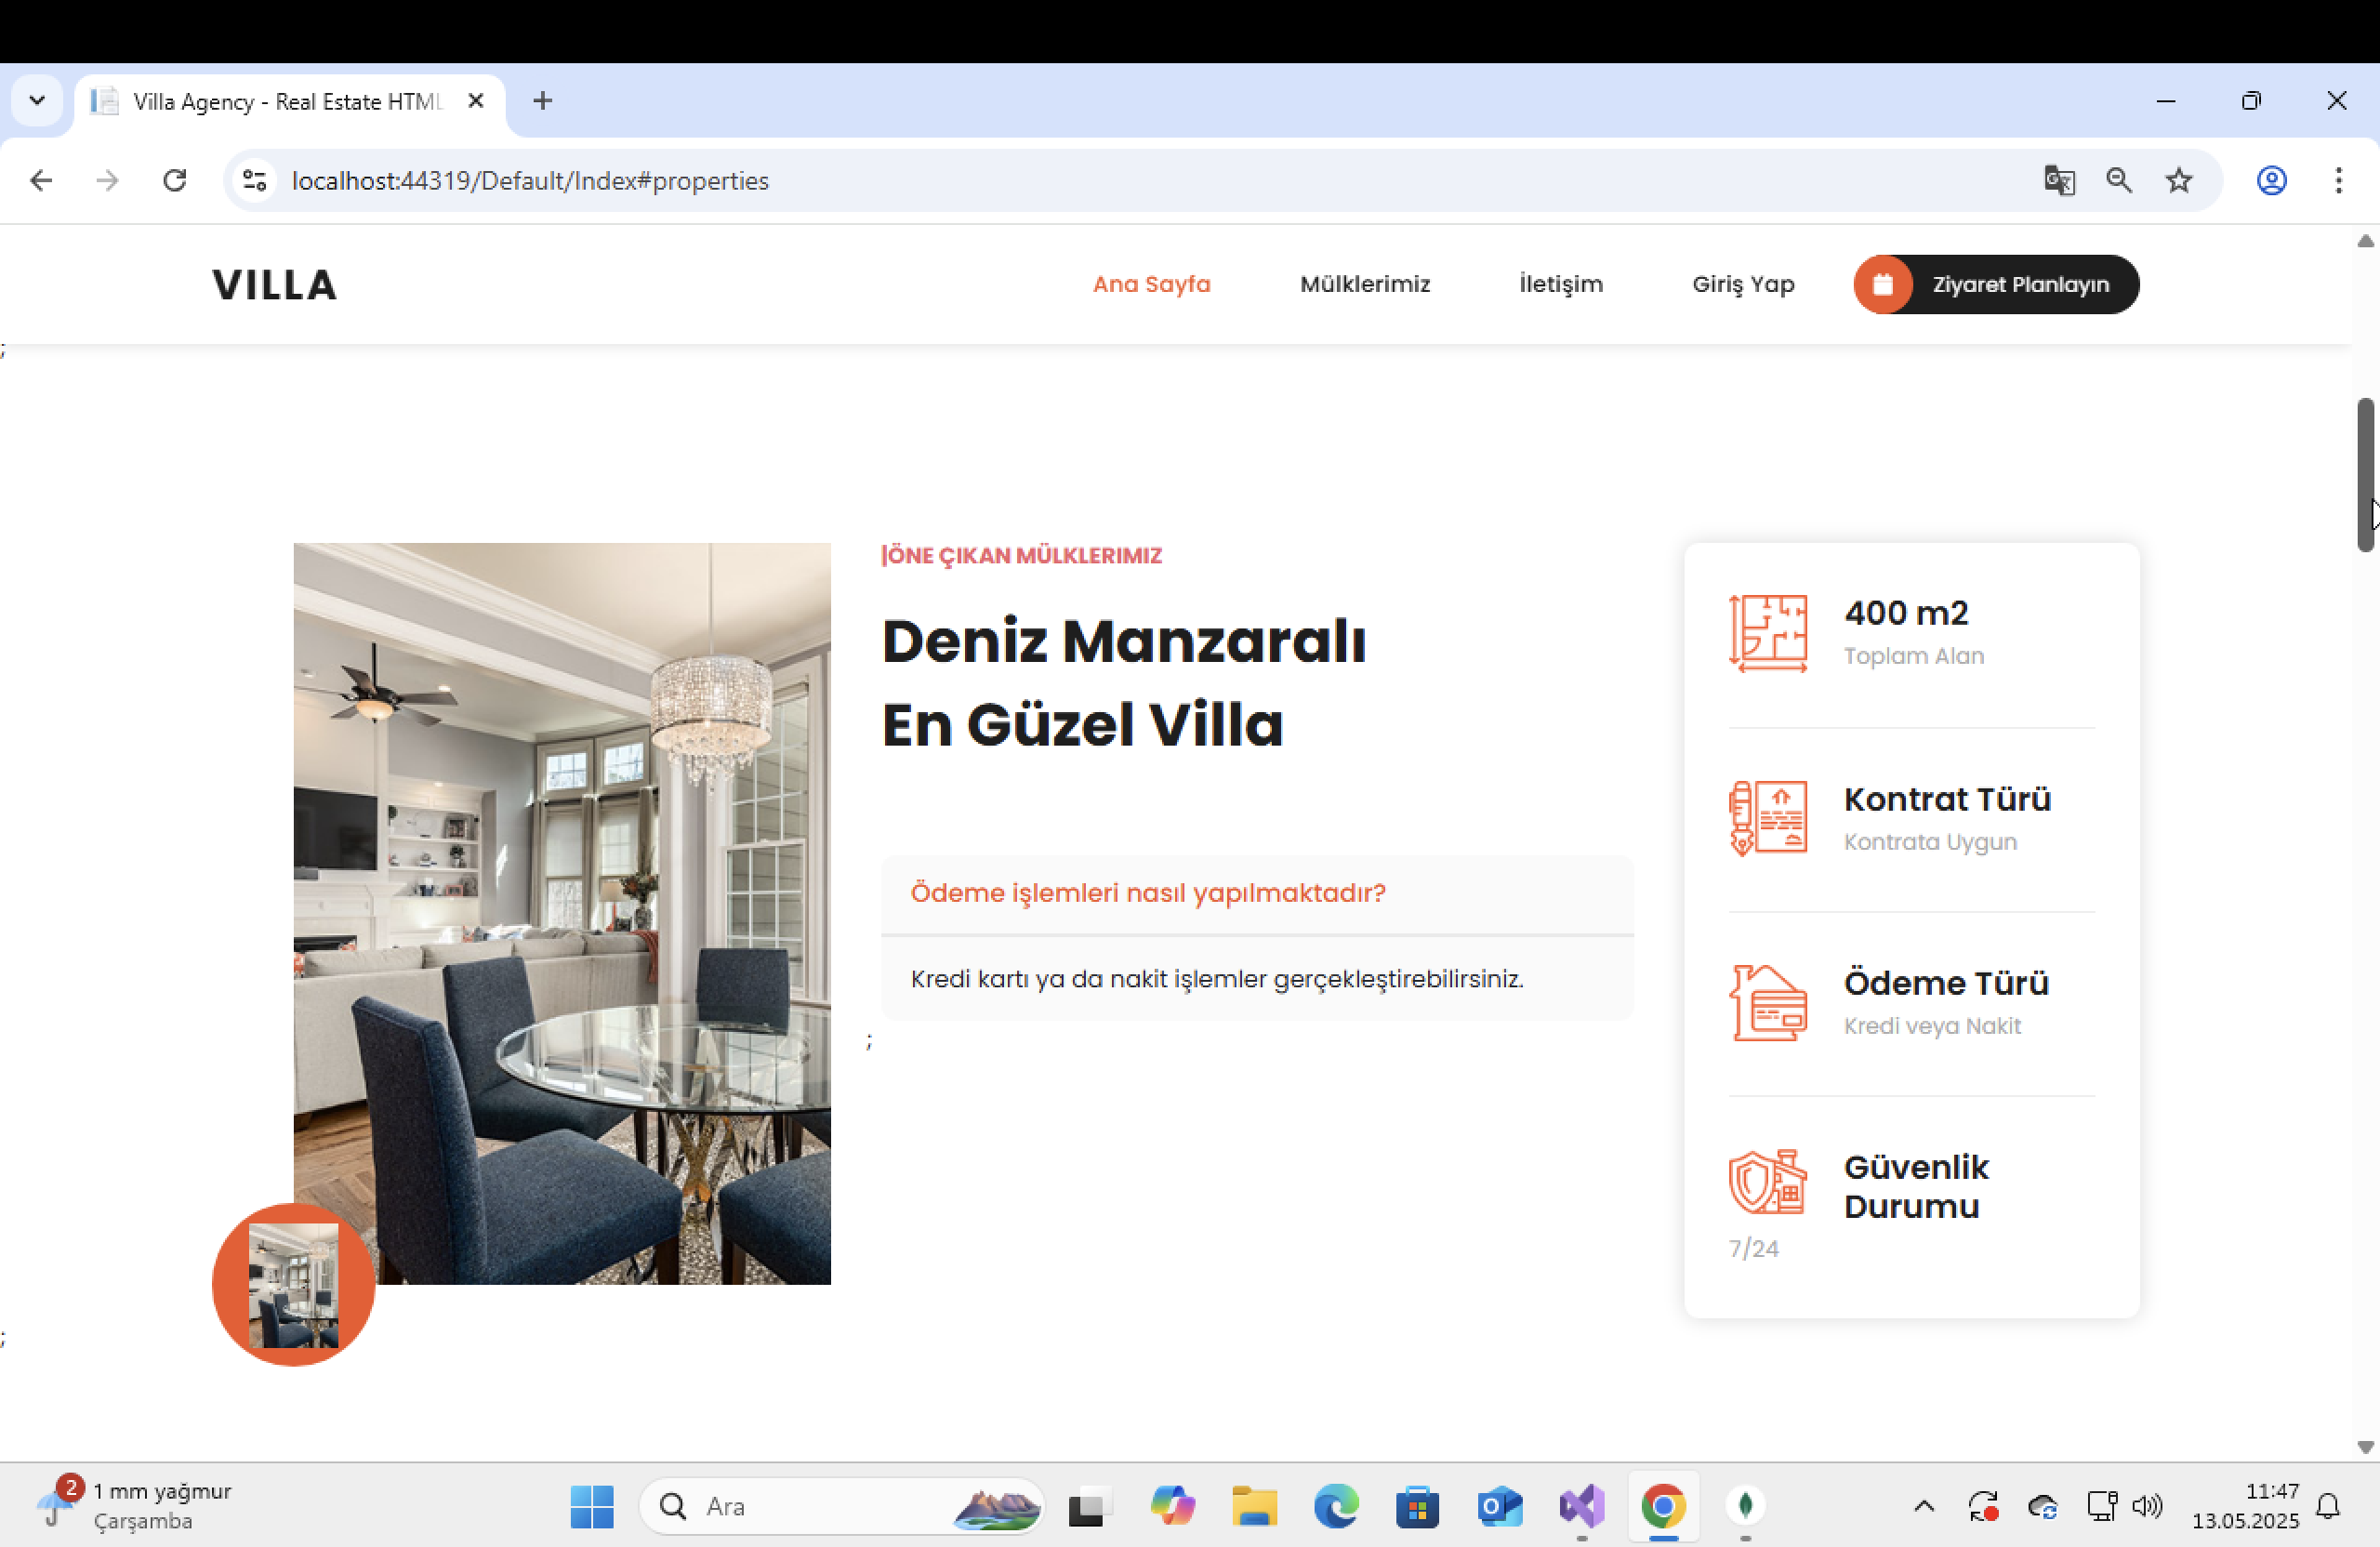 Villa Agency - Real Estate HTML
localhost:44319/Default/Index#properties
VILLA
Ana Sayfa
Mülklerimiz
İletişim
Giriş Yap
Ziyaret Planlayın
;
|ÖNE ÇIKAN MÜLKLERIMIZ
Deniz Manzaralı
En Güzel Villa
Ödeme işlemleri nasıl yapılmaktadır?
Kredi kartı ya da nakit işlemler gerçekleştirebilirsiniz.
;
400 m2
Toplam Alan
Kontrat Türü
Kontrata Uygun
Ödeme Türü
Kredi veya Nakit
Güvenlik
Durumu
7/24
;
2
1 mm yağmur
Çarşamba
Ara
11:47
13.05.2025